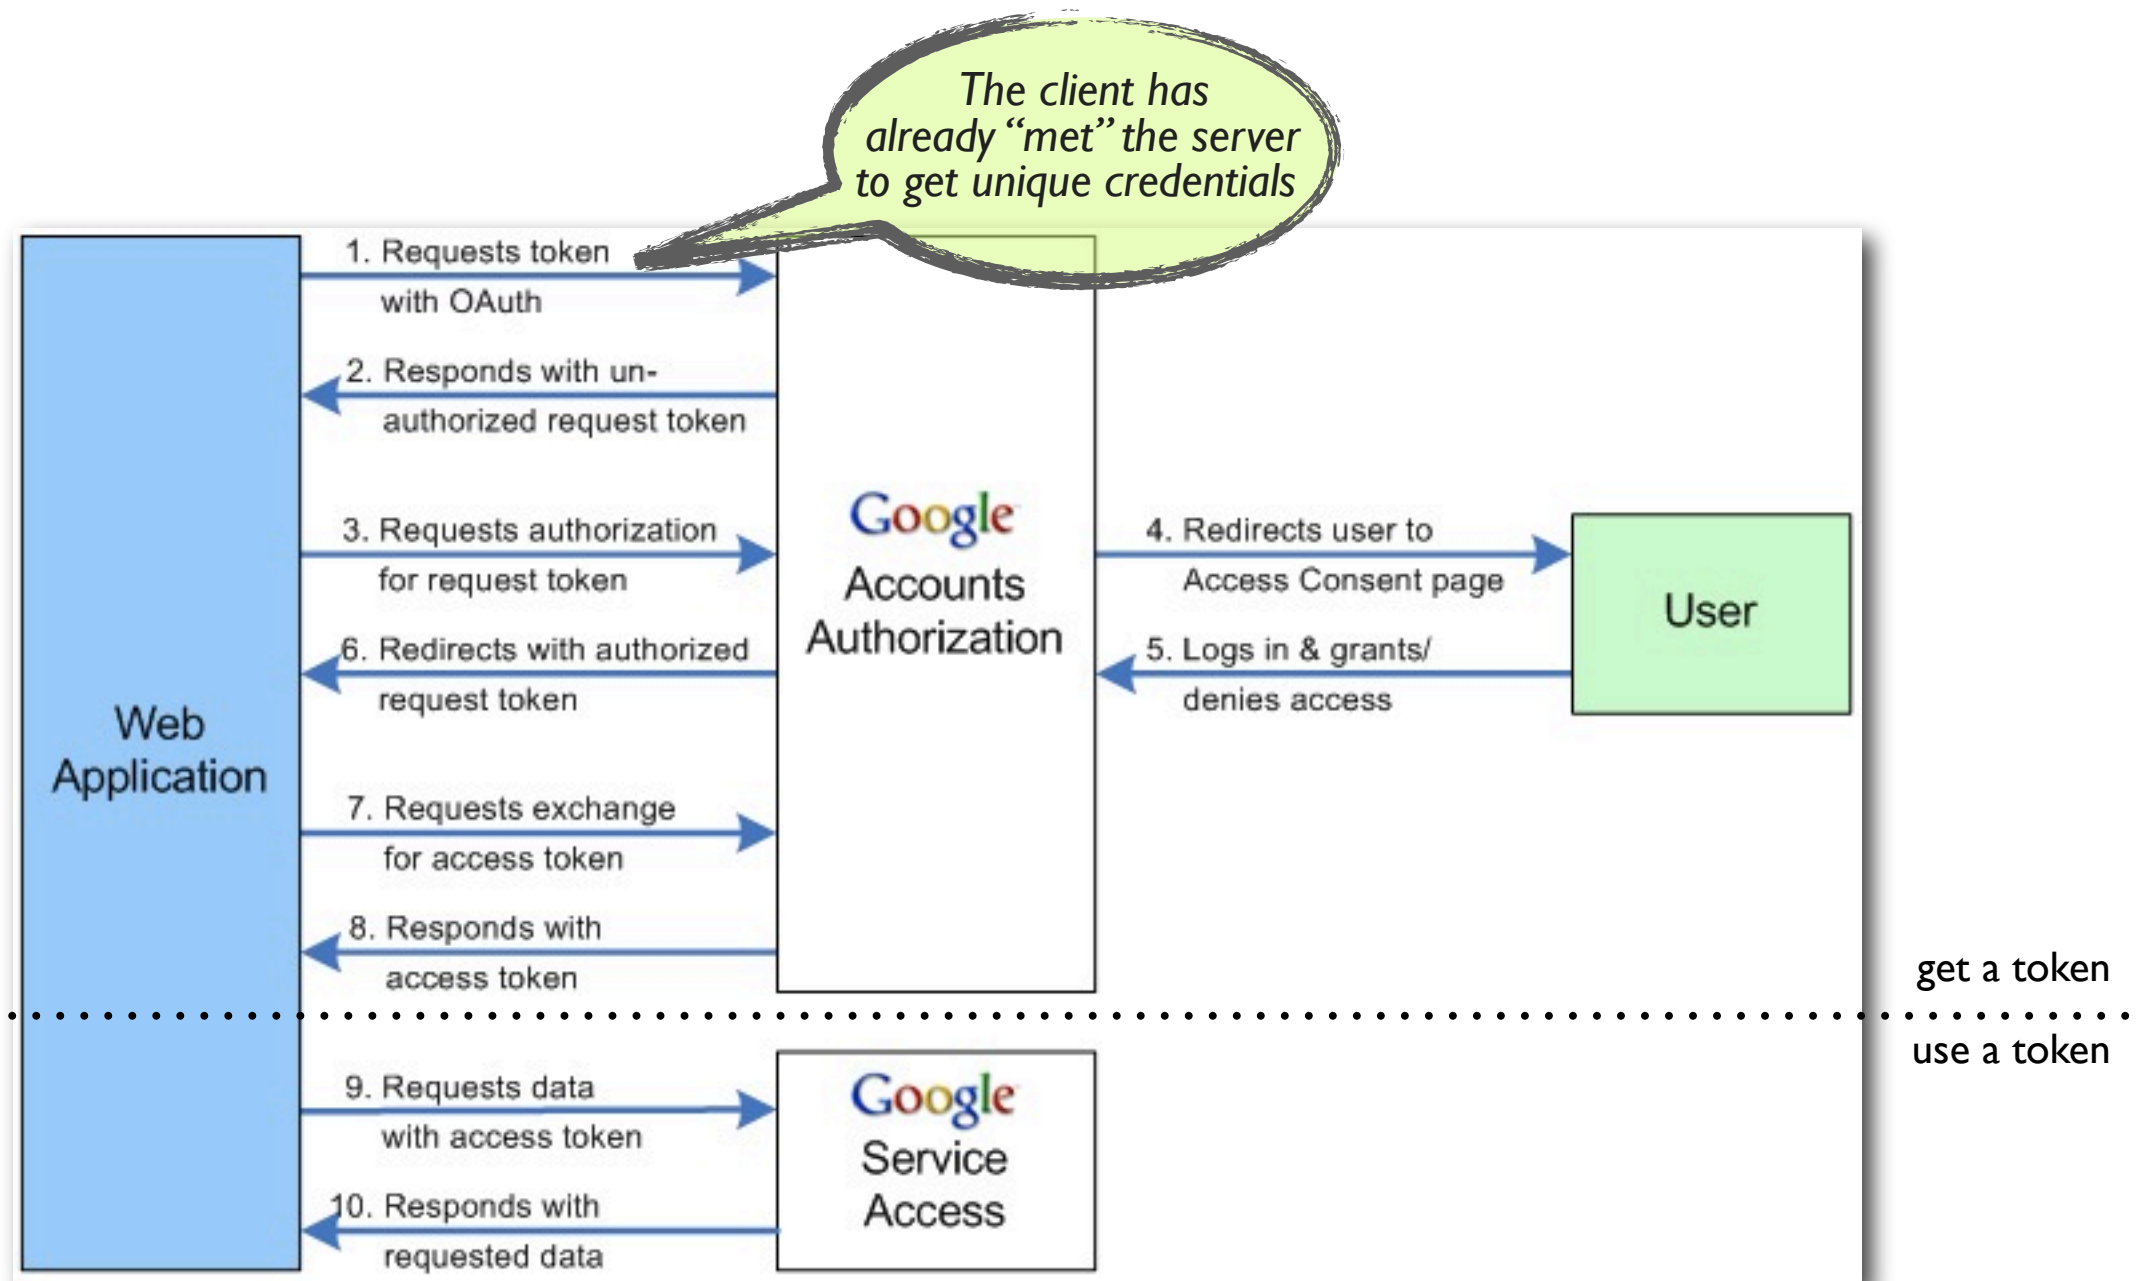 The client has
already “met” the server
to get unique credentials
1. Requests token
with OAuth
2. Responds with un-
authorized request token
3. Requests authorization
for request token
Google
Accounts
Authorization
4. Redirects user to
Access Consent page
User
6. Redirects with authorized
request token
5. Logs in & grants/
denies access
Web
Application
7. Requests exchange
for access token
8. Responds with
access token
get a token
use a token
9. Requests data
with access token
Google
Service
Access
10. Responds with
requested data